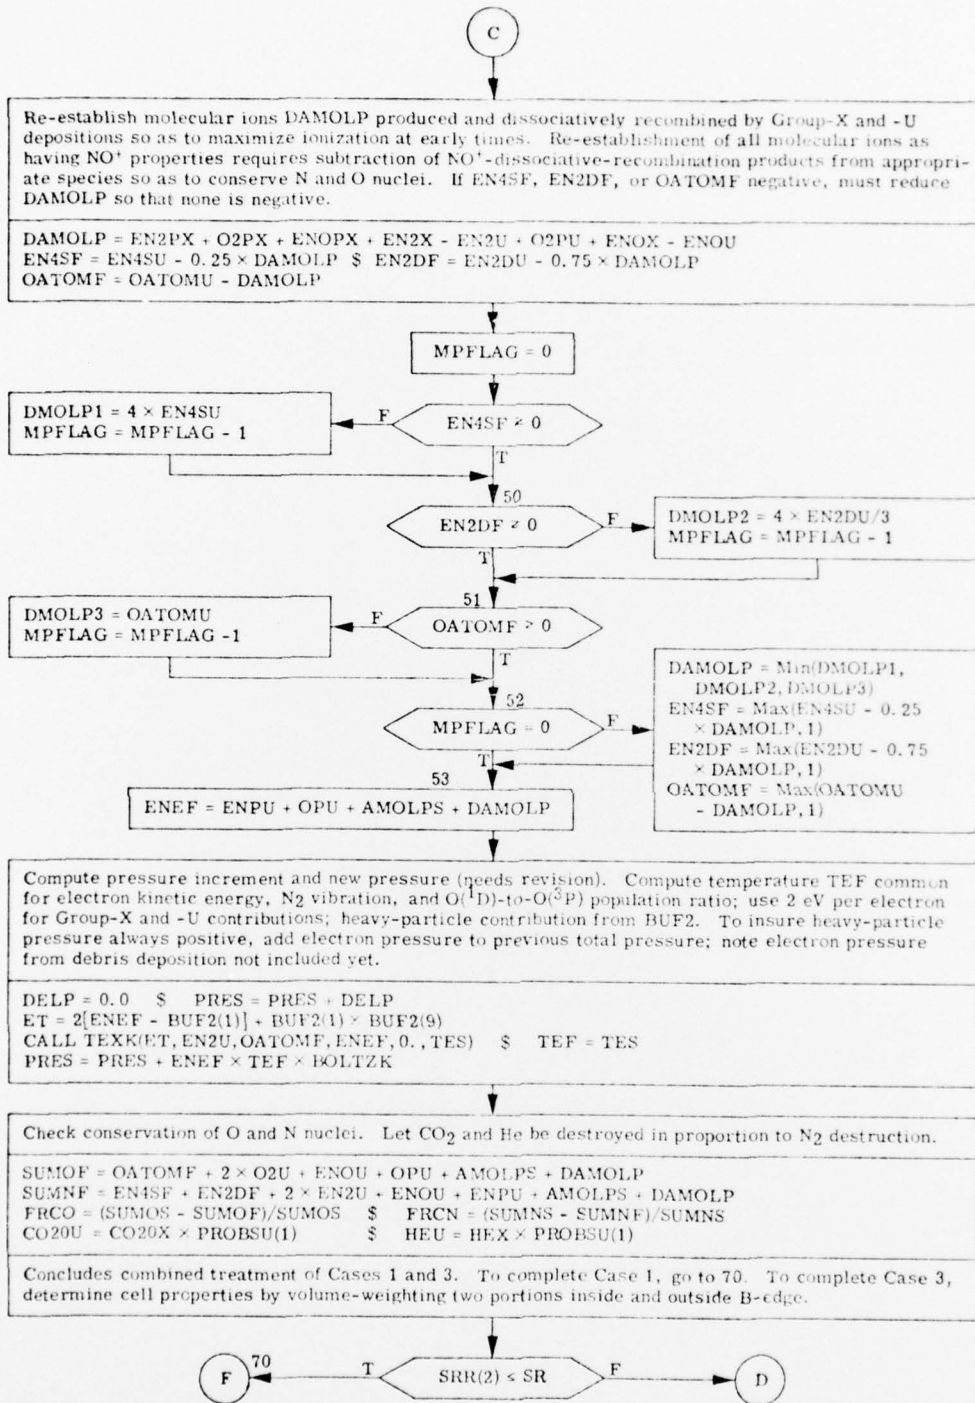 C
Re-establish molecular ions DAMOLP produced and dissociatively recombined by Group-X and -U
depositions so as to maximize ionization at early times. Re-establishment of all molecular ions as
having NO⁺ properties requires subtraction of NO⁺-dissociative-recombination products from appropri-
ate species so as to conserve N and O nuclei. If EN4SF, EN2DF, or OATOMF negative, must reduce
DAMOLP so that none is negative.
DAMOLP = EN2PX + O2PX + ENOPX + EN2X - EN2U + O2PU + ENOX - ENOU
EN4SF = EN4SU - 0.25 × DAMOLP $ EN2DF = EN2DU - 0.75 × DAMOLP
OATOMF = OATOMU - DAMOLP
MPFLAG = 0
DMOLP1 = 4 × EN4SU
MPFLAG = MPFLAG - 1
F
EN4SF ≥ 0
T
50
EN2DF ≥ 0
F
DMOLP2 = 4 × EN2DU/3
MPFLAG = MPFLAG - 1
T
51
DMOLP3 = OATOMU
MPFLAG = MPFLAG -1
F
OATOMF ≥ 0
T
52
MPFLAG = 0
F
DAMOLP = Min(DMOLP1,
DMOLP2, DMOLP3)
EN4SF = Max(EN4SU - 0.25
× DAMOLP, 1)
EN2DF = Max(EN2DU - 0.75
× DAMOLP, 1)
OATOMF = Max(OATOMU
- DAMOLP, 1)
T
53
ENEF = ENPU + OPU + AMOLPS + DAMOLP
Compute pressure increment and new pressure (needs revision). Compute temperature TEF common
for electron kinetic energy, N₂ vibration, and O(¹D)-to-O(³P) population ratio; use 2 eV per electron
for Group-X and -U contributions; heavy-particle contribution from BUF2. To insure heavy-particle
pressure always positive, add electron pressure to previous total pressure; note electron pressure
from debris deposition not included yet.
DELP = 0.0 $ PRES = PRES + DELP
ET = 2[ENEF - BUF2(1)] + BUF2(1) × BUF2(9)
CALL TEXK(ET, EN2U, OATOMF, ENEF, 0., TES) $ TEF = TES
PRES = PRES + ENEF × TEF × BOLTZK
Check conservation of O and N nuclei. Let CO₂ and He be destroyed in proportion to N₂ destruction.
SUMOF = OATOMF + 2 × O2U + ENOU + OPU + AMOLPS + DAMOLP
SUMNF = EN4SF + EN2DF + 2 × EN2U + ENOU + ENPU + AMOLPS + DAMOLP
FRCO = (SUMOS - SUMOF)/SUMOS $ FRCN = (SUMNS - SUMNF)/SUMNS
CO20U = CO20X × PROBSU(1) $ HEU = HEX × PROBSU(1)
Concludes combined treatment of Cases 1 and 3. To complete Case 1, go to 70. To complete Case 3,
determine cell properties by volume-weighting two portions inside and outside B-edge.
F
70
T
SRR(2) ≤ SR
F
D